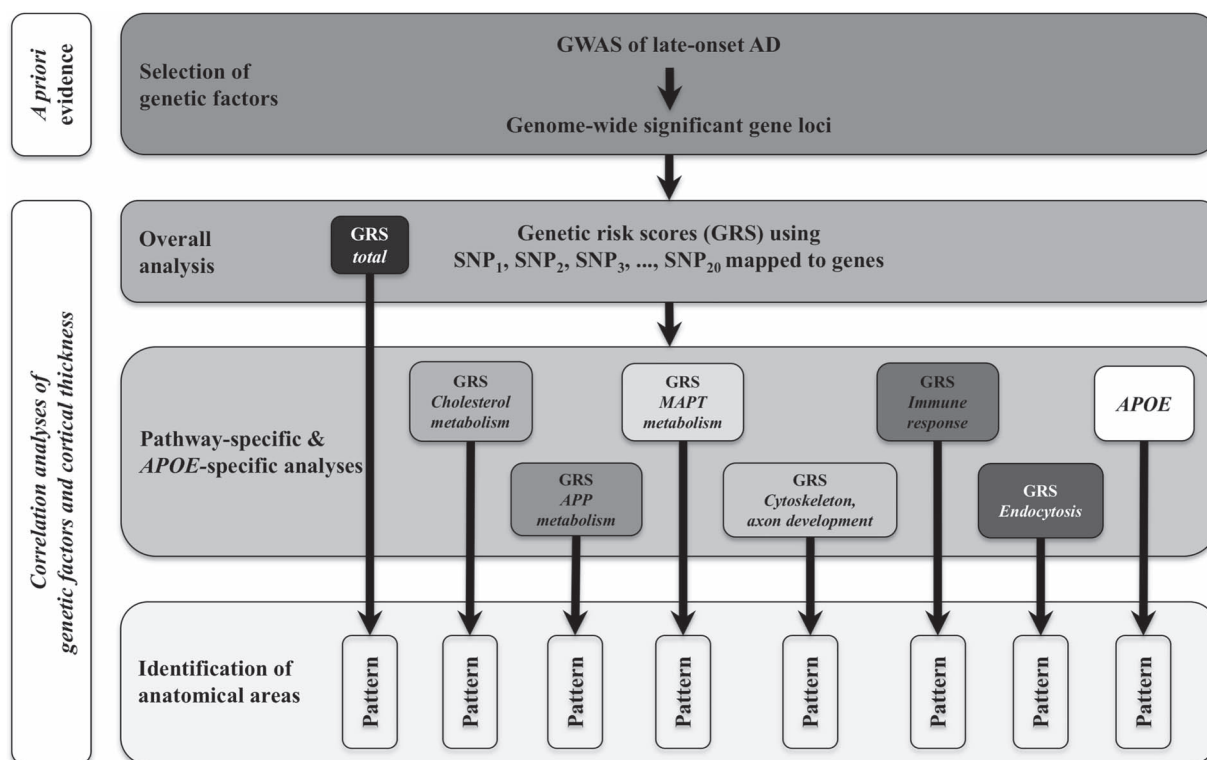 A priori
evidence
Selection of
genetic factors
GWAS of late-onset AD
Genome-wide significant gene loci
Correlation analyses of
genetic factors and cortical thickness
Overall
analysis
GRS
total
Genetic risk scores (GRS) using
SNP₁, SNP₂, SNP₃, ..., SNP₂₀ mapped to genes
Pathway-specific &
APOE-specific analyses
GRS
Cholesterol
metabolism
GRS
APP
metabolism
GRS
MAPT
metabolism
GRS
Cytoskeleton,
axon development
GRS
Immune
response
GRS
Endocytosis
APOE
Identification of
anatomical areas
Pattern
Pattern
Pattern
Pattern
Pattern
Pattern
Pattern
Pattern